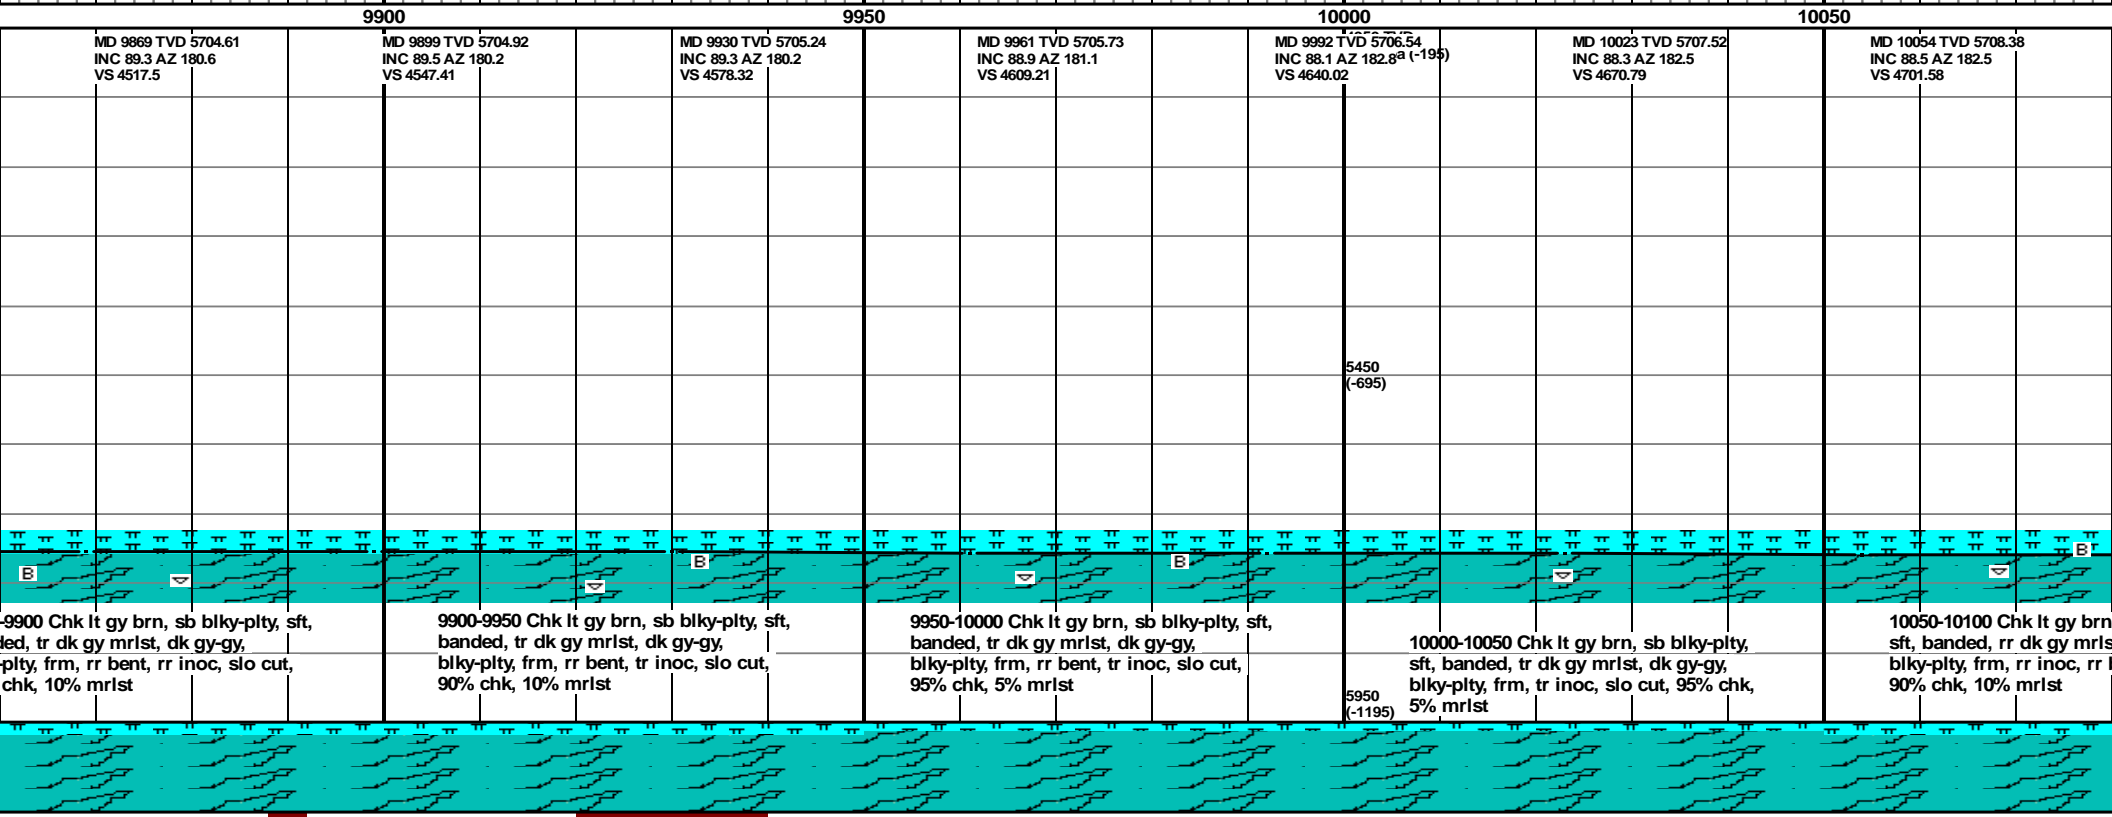 9900 9950 10000 10050
MD 9869 TVD 5704.61
INC 89.3 AZ 180.6
VS 4517.5
MD 9899 TVD 5704.92
INC 89.5 AZ 180.2
VS 4547.41
MD 9930 TVD 5705.24
INC 89.3 AZ 180.2
VS 4578.32
MD 9961 TVD 5705.73
INC 88.9 AZ 181.1
VS 4609.21
MD 9992 TVD 5706.54
INC 88.1 AZ 182.8
VS 4640.02
a (-195)
MD 10023 TVD 5707.52
INC 88.3 AZ 182.5
VS 4670.79
MD 10054 TVD 5708.38
INC 88.5 AZ 182.5
VS 4701.58
5450
(-695)
B
B
B
B
-9900 Chk lt gy brn, sb blky-plty, sft,
ded, tr dk gy mrlst, dk gy-gy,
-plty, frm, rr bent, rr inoc, slo cut,
chk, 10% mrlst
9900-9950 Chk lt gy brn, sb blky-plty, sft,
banded, tr dk gy mrlst, dk gy-gy,
blky-plty, frm, rr bent, tr inoc, slo cut,
90% chk, 10% mrlst
9950-10000 Chk lt gy brn, sb blky-plty, sft,
banded, tr dk gy mrlst, dk gy-gy,
blky-plty, frm, rr bent, tr inoc, slo cut,
95% chk, 5% mrlst
10000-10050 Chk lt gy brn, sb blky-plty,
sft, banded, tr dk gy mrlst, dk gy-gy,
blky-plty, frm, tr inoc, slo cut, 95% chk,
5% mrlst
10050-10100 Chk lt gy brn
sft, banded, rr dk gy mrls
blky-plty, frm, rr inoc, rr
90% chk, 10% mrlst
5950
(-1195)